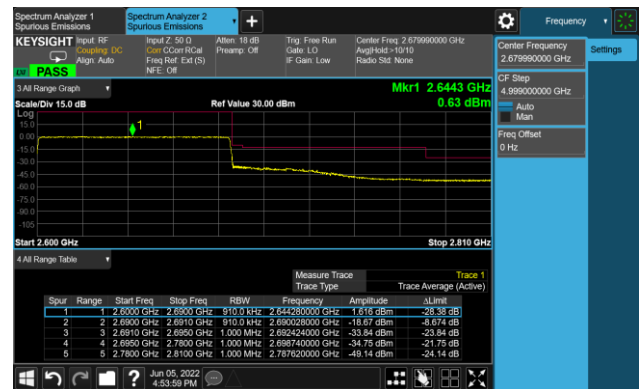 Spectrum Analyzer 1
Spurious Emissions
Spectrum Analyzer 2
Spurious Emissions
Frequency
KEYSIGHT
PASS
Input: RF
Coupling: DC
Align: Auto
Input Z: 50 Ω
Corr CCorr RCal
Freq Ref: Ext (S)
NFE: Off
Atten: 18 dB
Preamp: Off
Trig: Free Run
Gate: LO
IF Gain: Low
Center Freq: 2.679990000 GHz
Avg|Hold:>10/10
Radio Std: None
Center Frequency
2.679990000 GHz
Settings
CF Step
4.999000000 GHz
Auto
Man
Freq Offset
0 Hz
3 All Range Graph
Mkr1 2.6443 GHz
0.63 dBm
Scale/Div 15.0 dB
Ref Value 30.00 dBm
Log
15.0
0.00
-15.0
-30.0
-45.0
-60.0
-75.0
-90.0
-105
1
Start 2.600 GHz
Stop 2.810 GHz
4 All Range Table
Measure Trace Trace 1
Trace Type Trace Average (Active)
Spur Range Start Freq Stop Freq RBW Frequency Amplitude ΔLimit
1 1 2.6000 GHz 2.6900 GHz 910.0 kHz 2.644280000 GHz 1.616 dBm -28.38 dB
2 2 2.6900 GHz 2.6910 GHz 910.0 kHz 2.690028000 GHz -18.67 dBm -8.674 dB
3 3 2.6910 GHz 2.6950 GHz 1.000 MHz 2.692424000 GHz -33.84 dBm -23.84 dB
4 4 2.6950 GHz 2.7800 GHz 1.000 MHz 2.698740000 GHz -34.75 dBm -21.75 dB
5 5 2.7800 GHz 2.8100 GHz 1.000 MHz 2.787620000 GHz -49.14 dBm -24.14 dB
?
Jun 05, 2022
4:53:59 PM